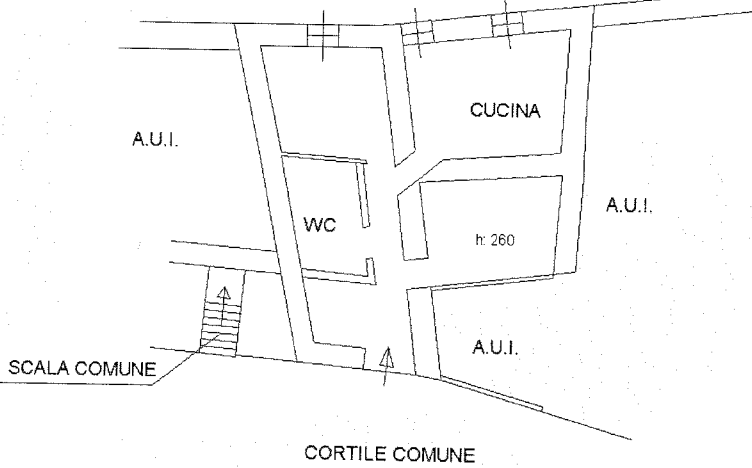 CUCINA
A.U.I.
A.U.I.
WC
h: 260
A.U.I.
SCALA COMUNE
CORTILE COMUNE